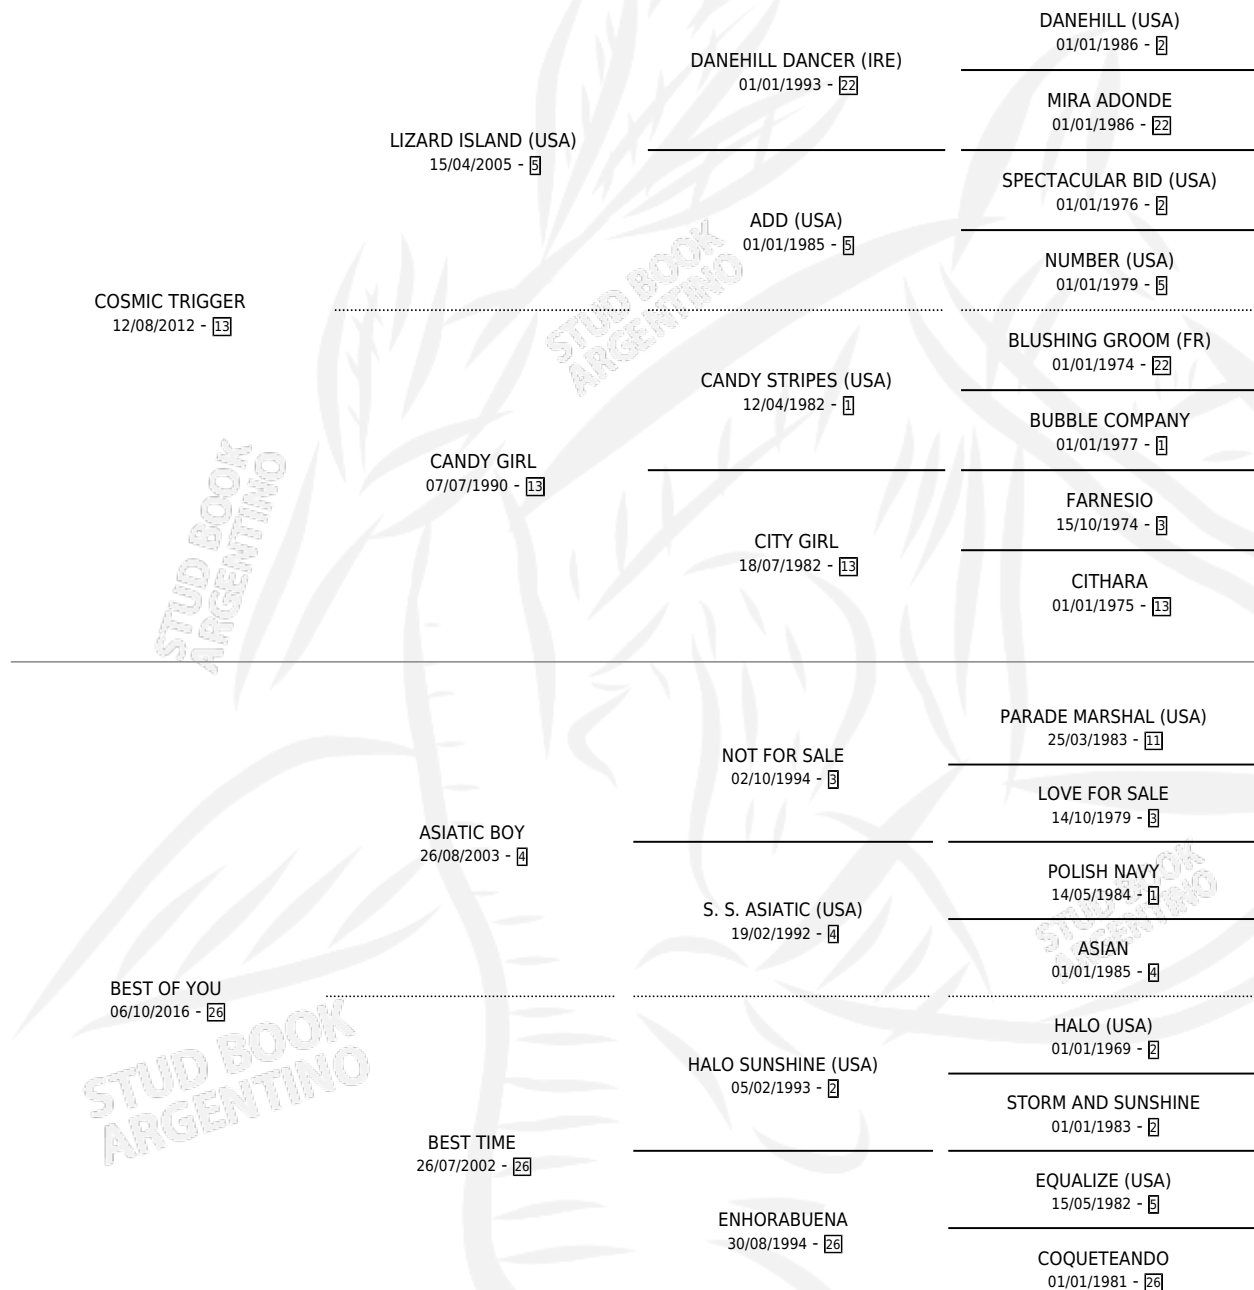 COSMIC TRIGGER
12/08/2012 - 13
LIZARD ISLAND (USA)
15/04/2005 - 5
CANDY GIRL
07/07/1990 - 13
DANEHILL DANCER (IRE)
01/01/1993 - 22
ADD (USA)
01/01/1985 - 5
CANDY STRIPES (USA)
12/04/1982 - 1
CITY GIRL
18/07/1982 - 13
DANEHILL (USA)
01/01/1986 - 2
MIRA ADONDE
01/01/1986 - 22
SPECTACULAR BID (USA)
01/01/1976 - 2
NUMBER (USA)
01/01/1979 - 5
BLUSHING GROOM (FR)
01/01/1974 - 22
BUBBLE COMPANY
01/01/1977 - 1
FARNESIO
15/10/1974 - 3
CITHARA
01/01/1975 - 13
BEST OF YOU
06/10/2016 - 26
ASIATIC BOY
26/08/2003 - 4
BEST TIME
26/07/2002 - 26
NOT FOR SALE
02/10/1994 - 3
S. S. ASIATIC (USA)
19/02/1992 - 4
HALO SUNSHINE (USA)
05/02/1993 - 2
ENHORABUENA
30/08/1994 - 26
PARADE MARSHAL (USA)
25/03/1983 - 11
LOVE FOR SALE
14/10/1979 - 3
POLISH NAVY
14/05/1984 - 1
ASIAN
01/01/1985 - 4
HALO (USA)
01/01/1969 - 2
STORM AND SUNSHINE
01/01/1983 - 2
EQUALIZE (USA)
15/05/1982 - 5
COQUETEANDO
01/01/1981 - 26
STUD BOOK
ARGENTINO
STUD BOOK
ARGENTINO
STUD BOOK
ARGENTINO
STUD BOOK
ARGENTINO